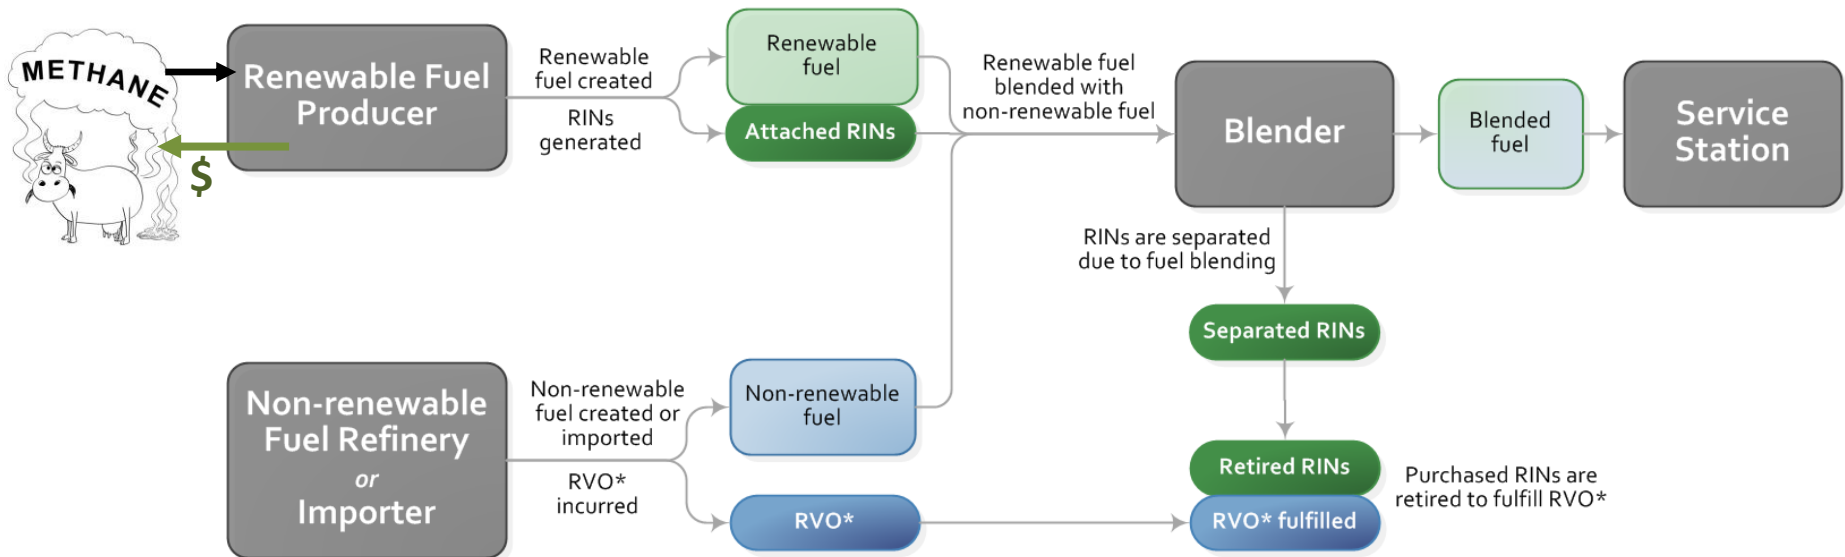 METHANE
$
Renewable Fuel
Producer
Renewable
fuel created
RINs
generated
Renewable
fuel
Attached RINs
Renewable fuel
blended with
non-renewable fuel
Blender
Blended
fuel
Service
Station
RINs are separated
due to fuel blending
Separated RINs
Non-renewable
Fuel Refinery
or
Importer
Non-renewable
fuel created or
imported
RVO*
incurred
Non-renewable
fuel
RVO*
Retired RINs
RVO* fulfilled
Purchased RINs are
retired to fulfill RVO*